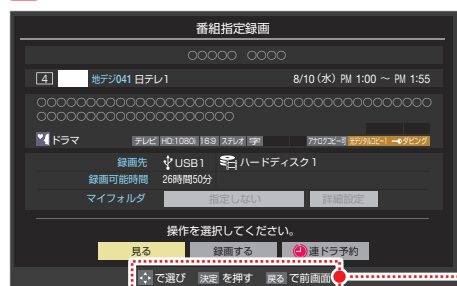 番組指定録画
○○○○○ ○○○○
4 地デジ041 日テレ1 8/10(水) PM 1:00 ～ PM 1:55
○○○○○○○○○○○○○○○○○○○○○○○○○○○○○○○○
○○○○○○○○○○○○○○○○
ドラマ テレビ HD:1080i 16:9 ステレオ 字 アナログコピー可 光デジタルコピー1 ダビング
録画先 USB1 ハードディスク1
録画可能時間 26時間50分
マイフォルダ 指定しない 詳細設定
操作を選択してください。
見る 録画する 連ドラ予約
で選び 決定 を押す 戻る で前画面